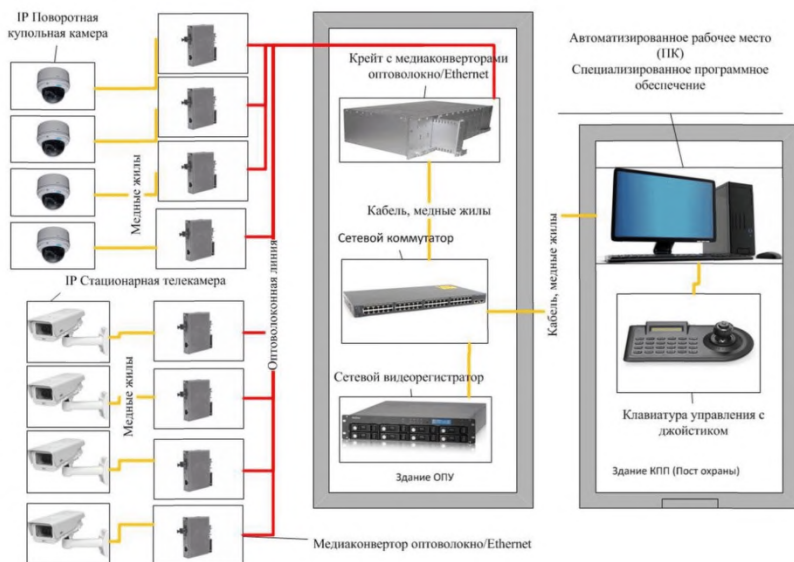 IP Поворотная
купольная камера
Медные жилы
IP Стационарная телекамера
Медные жилы
Оптоволоконная линия
Медиаконвертор оптоволокно/Ethernet
Крейт с медиаконверторами
оптоволокно/Ethernet
Кабель, медные жилы
Сетевой коммутатор
Сетевой видеорегистратор
Здание ОПУ
Кабель, медные жилы
Автоматизированное рабочее место
(ПК)
Специализированное программное
обеспечение
Клавиатура управления с
джойстиком
Здание КПП (Пост охраны)